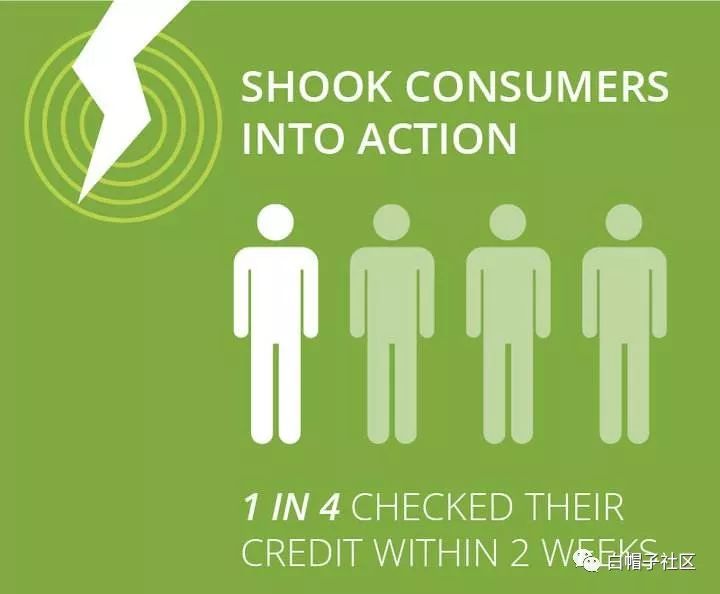 SHOOK CONSUMERS
INTO ACTION
1 IN 4 CHECKED THEIR
CREDIT WITHIN 2 WEEKS
白帽子社区